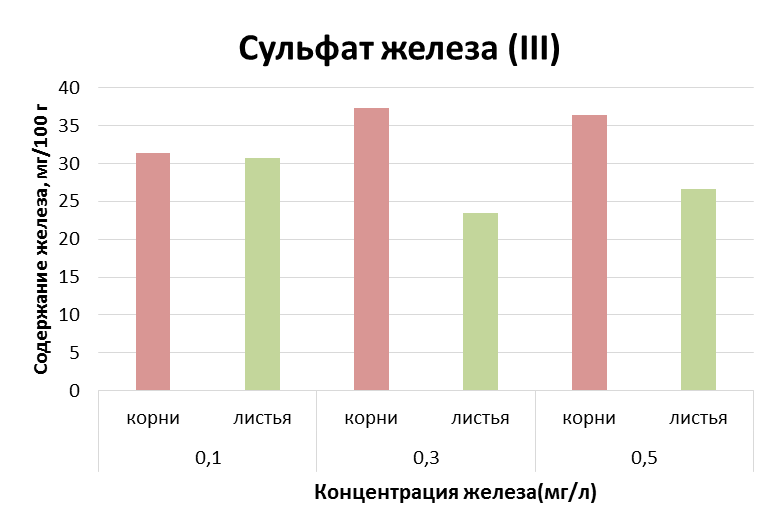 Сульфат железа (III)
Содержание железа, мг/100 г
40
35
30
25
20
15
10
5
0
корни листья корни листья корни листья
0,1 0,3 0,5
Концентрация железа(мг/л)